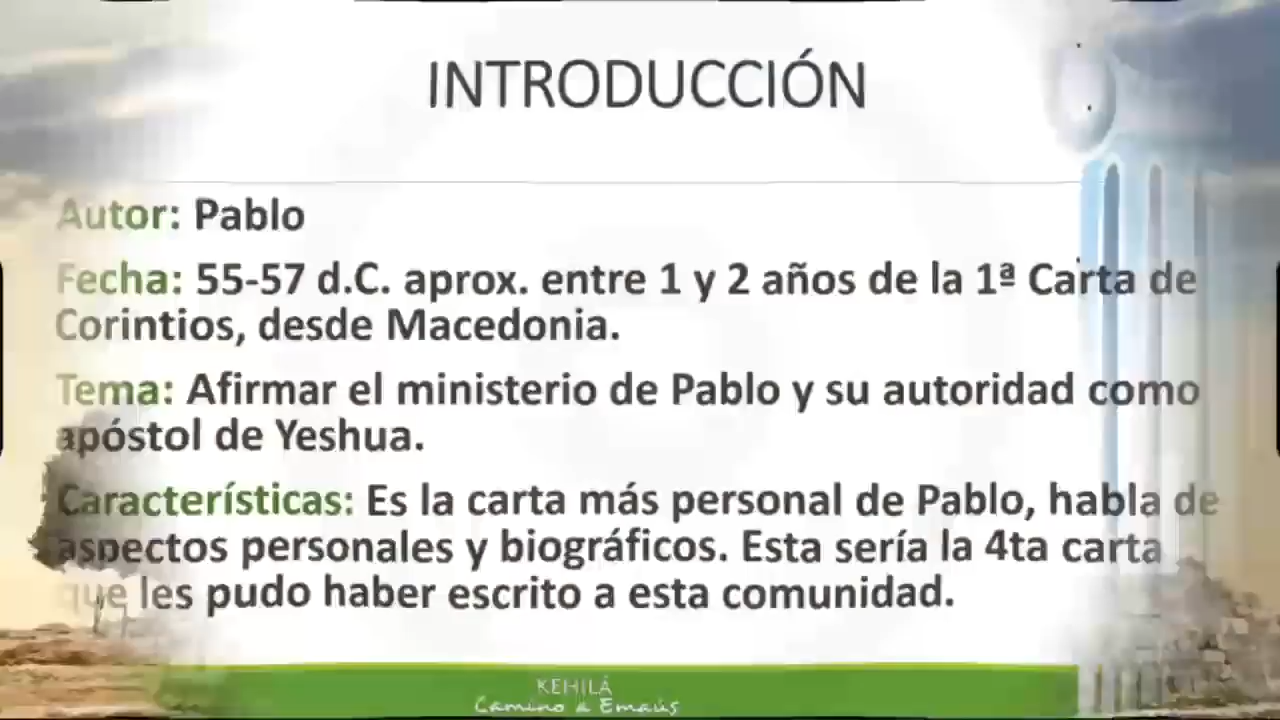 INTRODUCCIÓN
Autor: Pablo
Fecha: 55-57 d.C. aprox. entre 1 y 2 años de la 1ª Carta de
Corintios, desde Macedonia.
Tema: Afirmar el ministerio de Pablo y su autoridad como
apóstol de Yeshua.
Características: Es la carta más personal de Pablo, habla de
aspectos personales y biográficos. Esta sería la 4ta carta
que les pudo haber escrito a esta comunidad.
KEHILÁ
Camino a Emaús